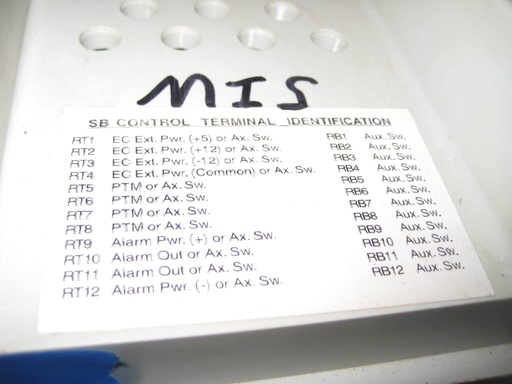 MIS
SB CONTROL TERMINAL IDENTIFICATION
RT1 EC Ext. Pwr. (+5) or Ax. Sw. RB1 Aux. Sw.
RT2 EC Ext. Pwr. (+12) or Ax. Sw. RB2 Aux. Sw.
RT3 EC Ext. Pwr. (-12) or Ax. Sw. RB3 Aux. Sw.
RT4 EC Ext. Pwr. (Common) or Ax. Sw. RB4 Aux. Sw.
RT5 PTM or Ax. Sw. RB5 Aux. Sw.
RT6 PTM or Ax. Sw. RB6 Aux. Sw.
RT7 PTM or Ax. Sw. RB7 Aux. Sw.
RT8 PTM or Ax. Sw. RB8 Aux. Sw.
RT9 Alarm Pwr. (+) or Ax. Sw. RB9 Aux. Sw.
RT10 Alarm Out or Ax. Sw. RB10 Aux. Sw.
RT11 Alarm Out or Ax. Sw. RB11 Aux. Sw.
RT12 Alarm Pwr. (-) or Ax. Sw. RB12 Aux. Sw.